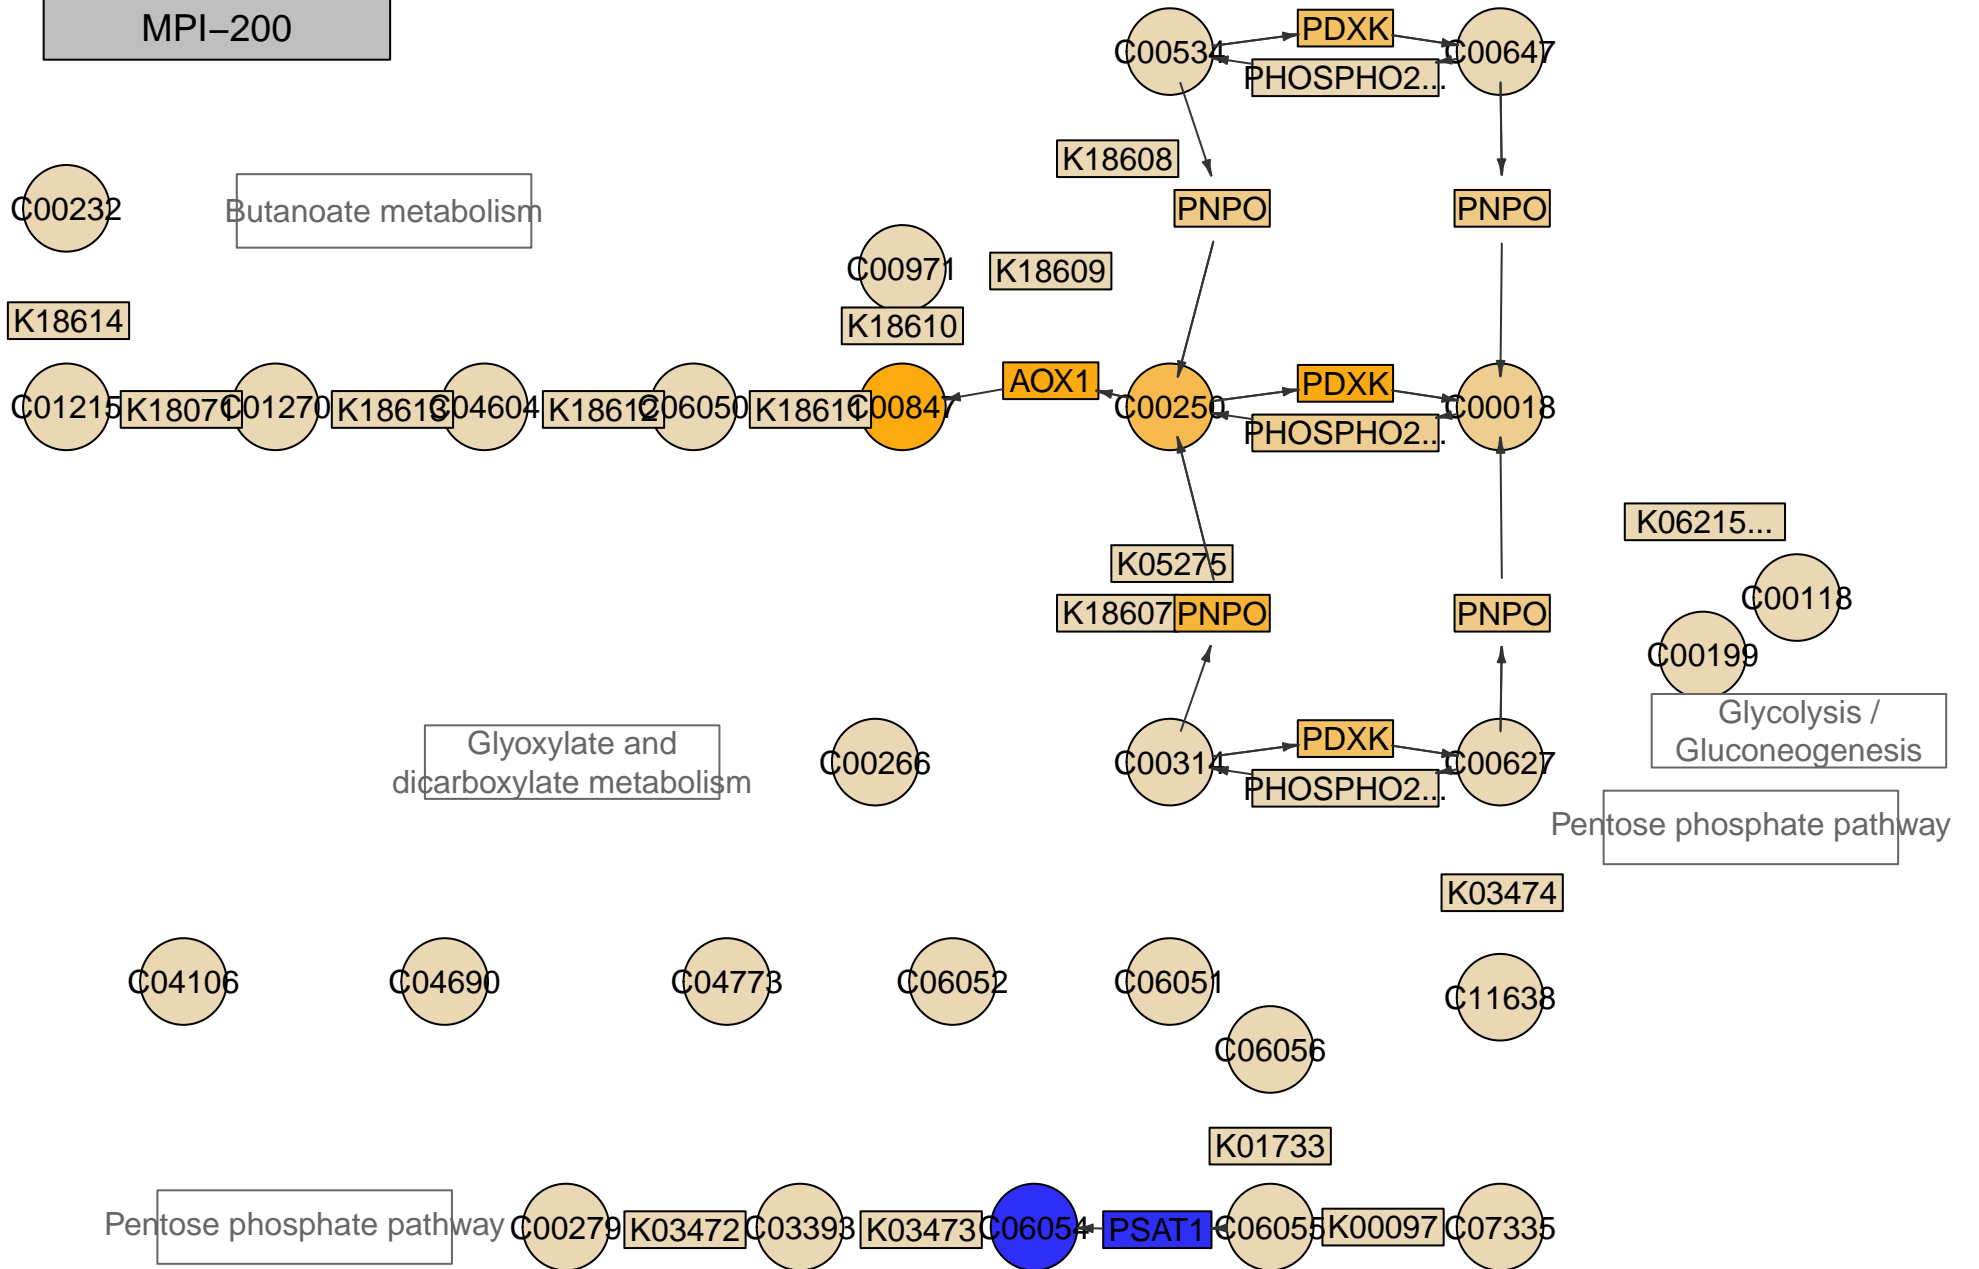 MPI−200
C00534
PDXK
C00647
PHOSPHO2...
K18608
C00232
Butanoate metabolism
PNPO
PNPO
C00971
K18609
K18614
K18610
C01215
K18071
C01270
K18613
C04604
K18612
C06050
K18611
C00847
AOX1
C00250
PDXK
C00018
PHOSPHO2...
K06215...
K05275
C00118
K18607
PNPO
PNPO
C00199
Glycolysis /
Gluconeogenesis
Glyoxylate and
dicarboxylate metabolism
C00266
C00314
PDXK
C00627
PHOSPHO2...
Pentose phosphate pathway
K03474
C04106
C04690
C04773
C06052
C06051
C11638
C06056
K01733
Pentose phosphate pathway
C00279
K03472
C03393
K03473
C06054
PSAT1
C06055
K00097
C07335